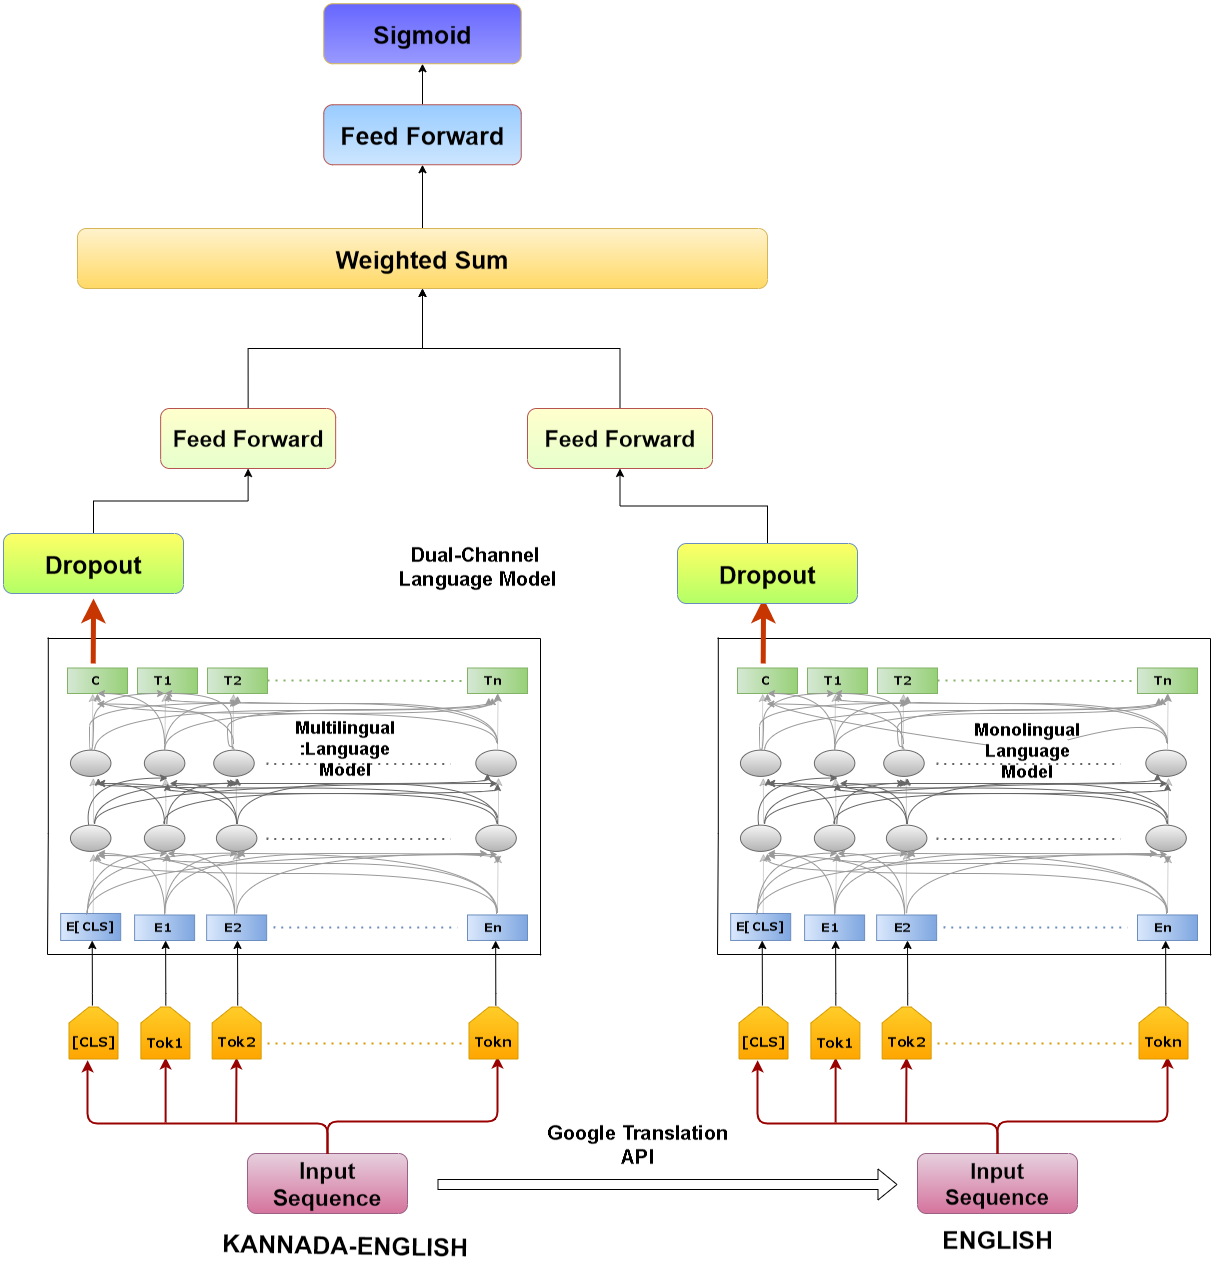 Sigmoid
Feed Forward
Weighted Sum
Feed Forward
Feed Forward
Dropout
Dual-Channel
Language Model
Dropout
C T1 T2 Tn
Multilingual
:Language
Model
E[CLS] E1 E2 En
[CLS] Tok1 Tok2 Tokn
C T1 T2 Tn
Monolingual
Language
Model
E[CLS] E1 E2 En
[CLS] Tok1 Tok2 Tokn
Google Translation
API
Input
Sequence
Input
Sequence
KANNADA-ENGLISH
ENGLISH